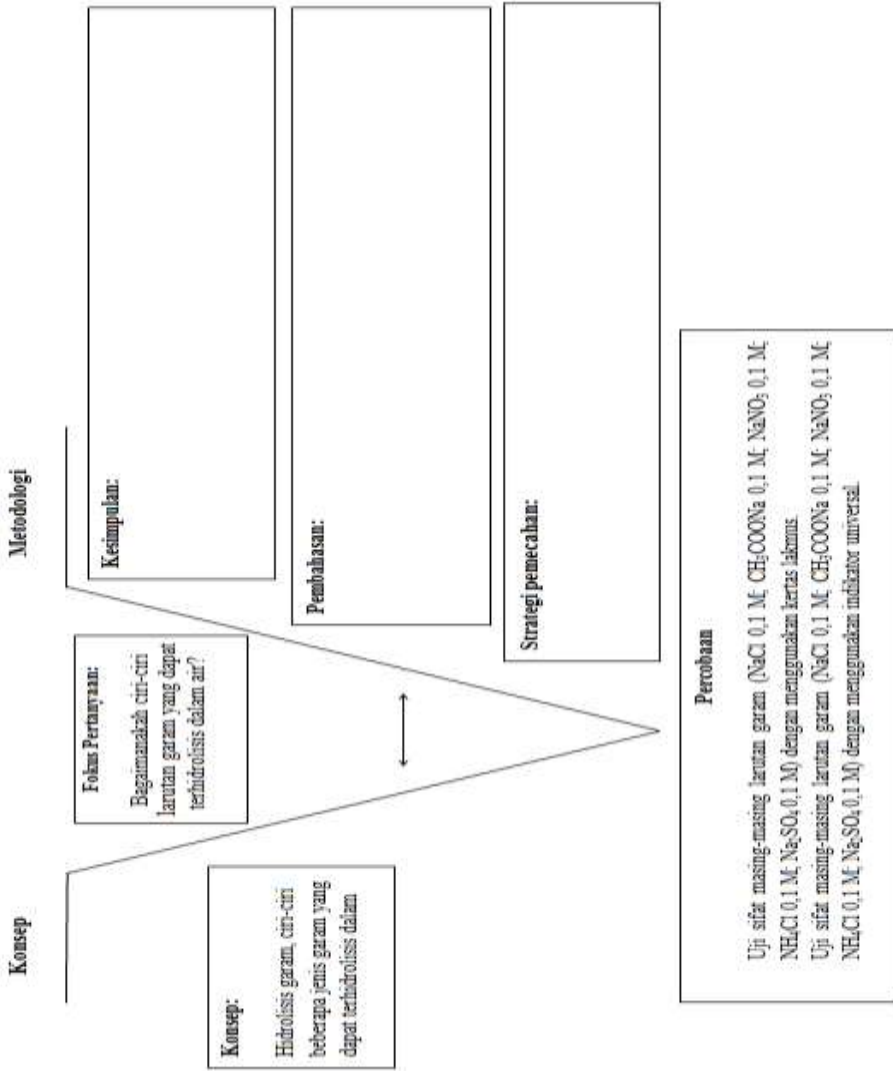 Konsep
Metodologi
Fokus Pertanyaan:
Bagaimanakah ciri-ciri
larutan garam yang dapat
terhidrolisis dalam air?
Konsep:
Hidrolisis garam, ciri-ciri
beberapa jenis garam yang
dapat terhidrolisis dalam
Kesimpulan:
Pembahasan:
Strategi pemecahan:
Percobaan
Uji sifat masing-masing larutan garam (NaCl 0,1 M; CH₃COONa 0,1 M; NaNO₃ 0,1 M;
NH₄Cl 0,1 M; Na₂SO₄ 0,1 M) dengan menggunakan kertas lakmus.
Uji sifat masing-masing larutan garam (NaCl 0,1 M; CH₃COONa 0,1 M; NaNO₃ 0,1 M;
NH₄Cl 0,1 M; Na₂SO₄ 0,1 M) dengan menggunakan indikator universal.